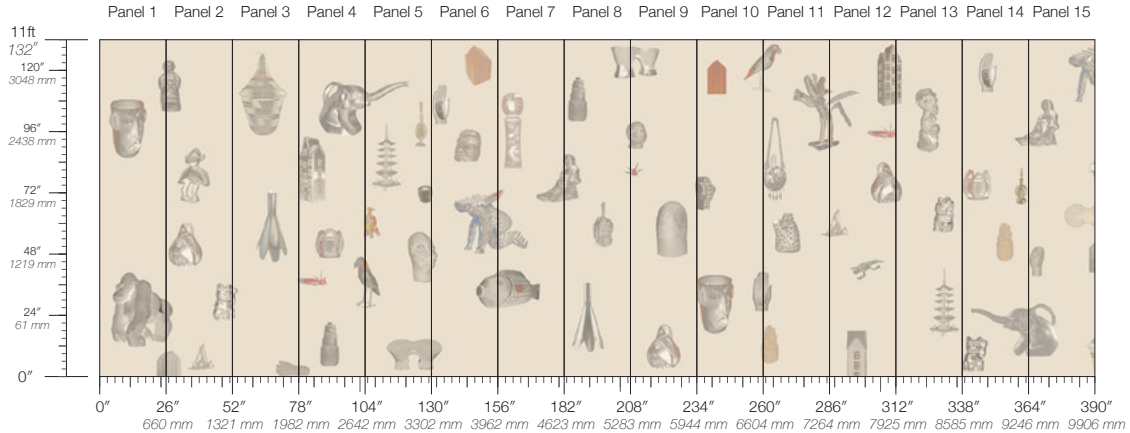 Panel 1 Panel 2 Panel 3 Panel 4 Panel 5 Panel 6 Panel 7 Panel 8 Panel 9 Panel 10 Panel 11 Panel 12 Panel 13 Panel 14 Panel 15
11ft
132″
120″
3048 mm
96″
2438 mm
72″
1829 mm
48″
1219 mm
24″
61 mm
0″
0″ 26″ 52″ 78″ 104″ 130″ 156″ 182″ 208″ 234″ 260″ 286″ 312″ 338″ 364″ 390″
660 mm 1321 mm 1982 mm 2642 mm 3302 mm 3962 mm 4623 mm 5283 mm 5944 mm 6604 mm 7264 mm 7925 mm 8585 mm 9246 mm 9906 mm